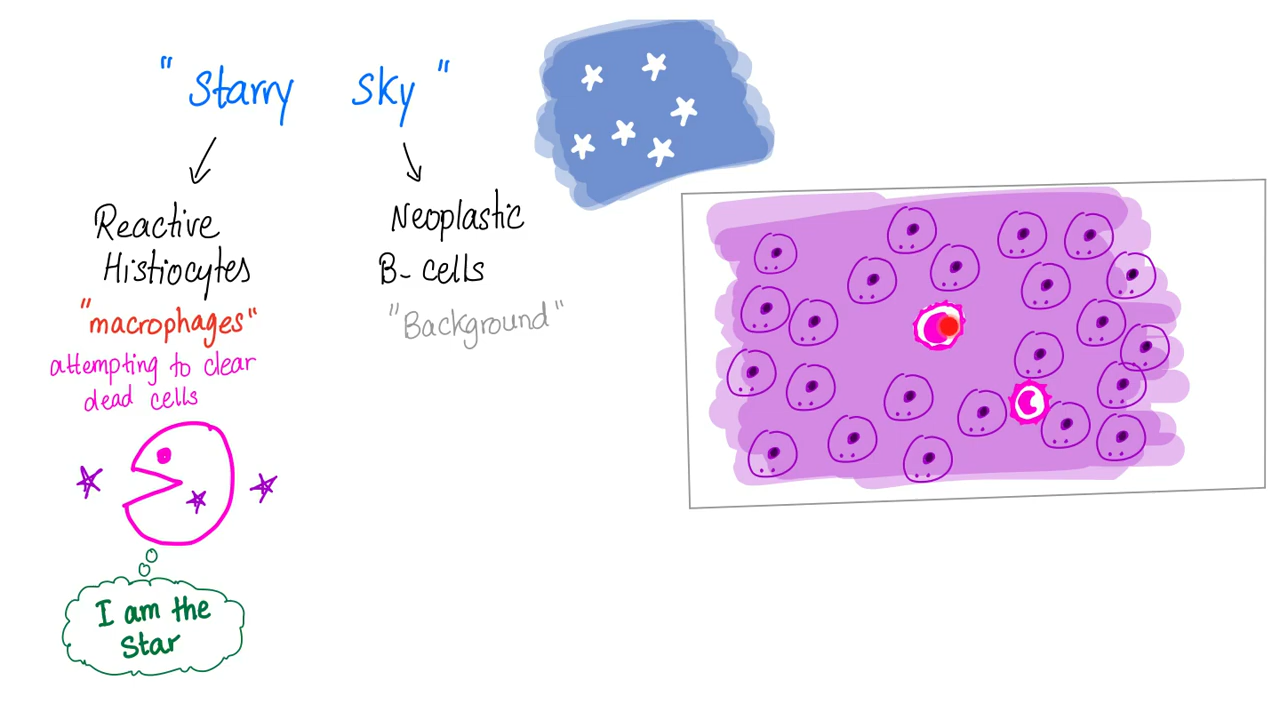 "Starry Sky"
Reactive
Histiocytes
"macrophages"
attempting to clear
dead cells
I am the
Star
Neoplastic
B- cells
"Background"